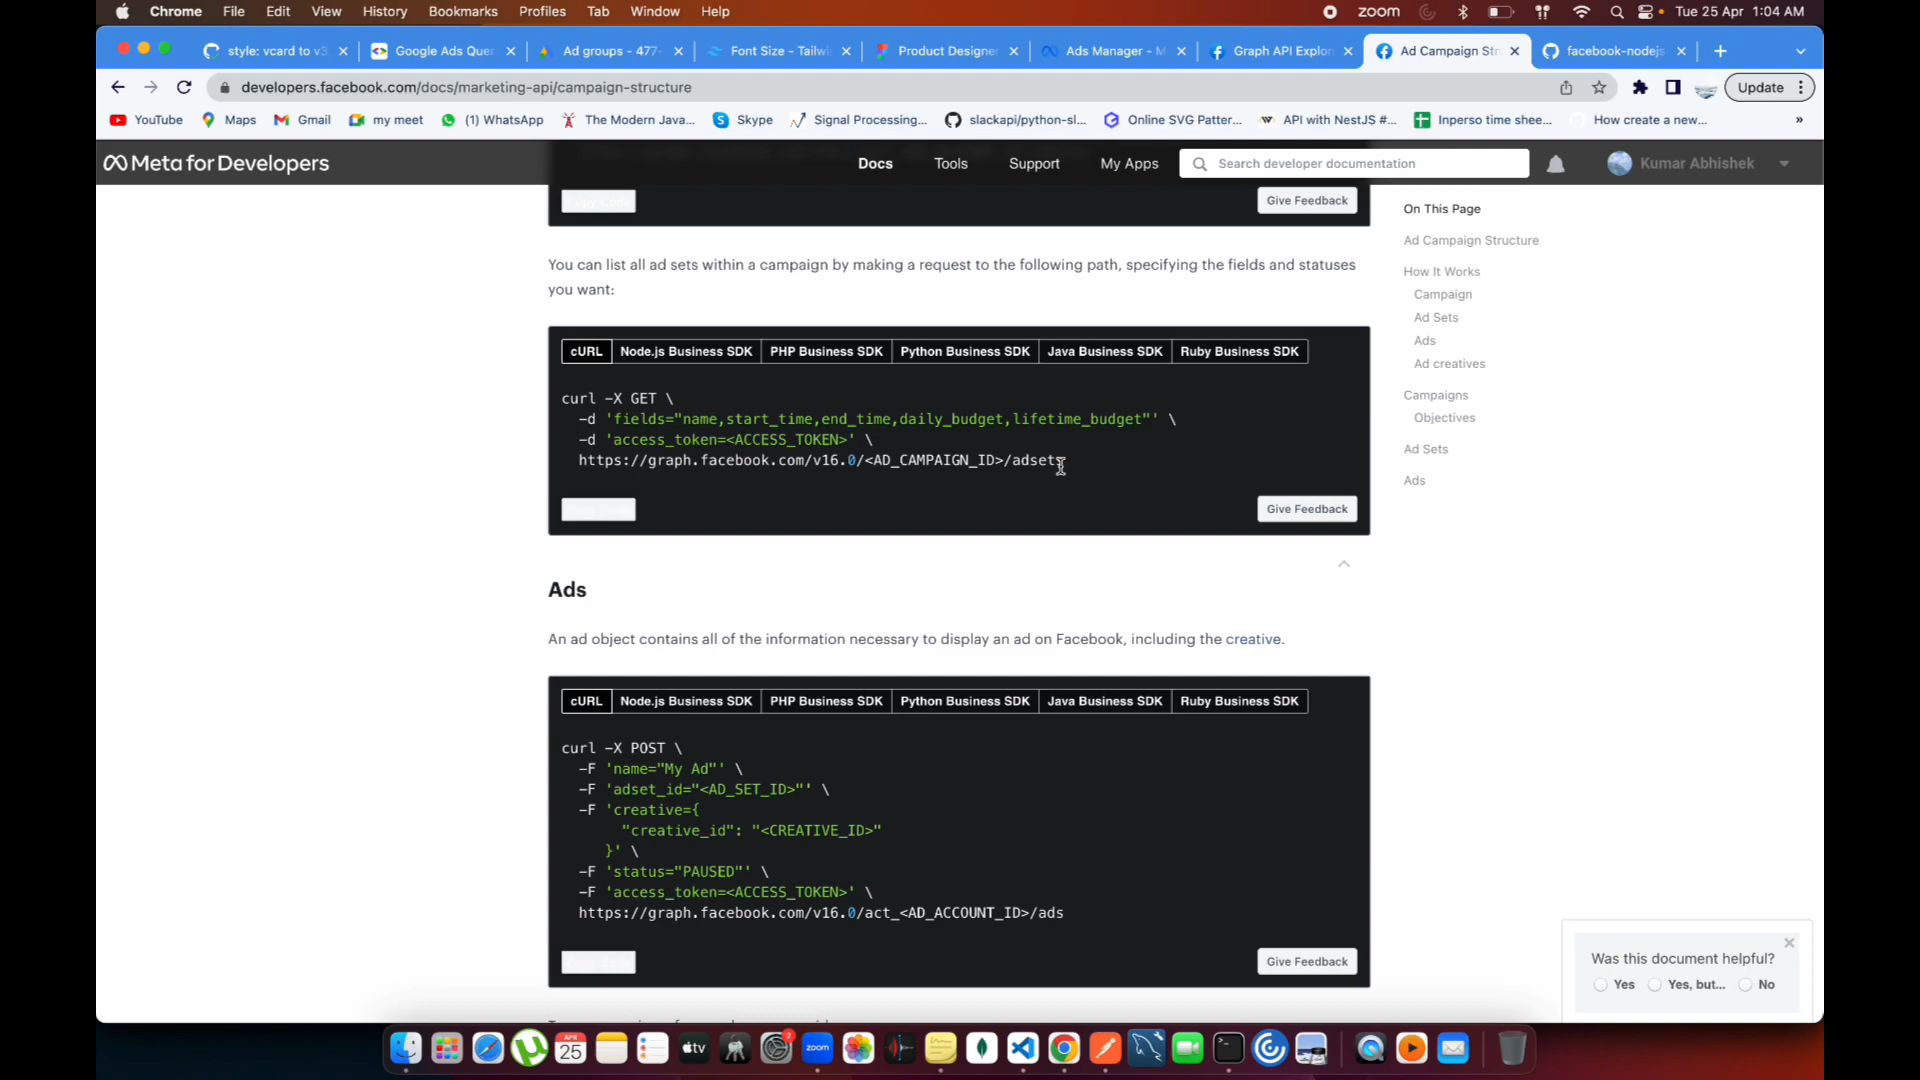 Chrome File Edit View History Bookmarks Profiles Tab Window Help zoom Tue 25 Apr 1:04 AM
style: vcard to v3 Google Ads Que Ad groups - 477- Font Size - Tailwi Product Designe Ads Manager - M Graph API Explo Ad Campaign Str facebook-nodejs
developers.facebook.com/docs/marketing-api/campaign-structure Update
YouTube Maps Gmail my meet (1) WhatsApp The Modern Java... Skype Signal Processing... slackapi/python-sl... Online SVG Patter... API with NestJS #... Inperso time shee... How create a new... »
Meta for Developers Docs Tools Support My Apps Search developer documentation Kumar Abhishek
Give Feedback
On This Page
Ad Campaign Structure
How It Works
Campaign
Ad Sets
Ads
Ad creatives
Campaigns
Objectives
Ad Sets
Ads
You can list all ad sets within a campaign by making a request to the following path, specifying the fields and statuses
you want:
cURL Node.js Business SDK PHP Business SDK Python Business SDK Java Business SDK Ruby Business SDK
curl -X GET \
-d 'fields="name,start_time,end_time,daily_budget,lifetime_budget"' \
-d 'access_token=<ACCESS_TOKEN>' \
https://graph.facebook.com/v16.0/<AD_CAMPAIGN_ID>/adsets
Give Feedback
Ads
An ad object contains all of the information necessary to display an ad on Facebook, including the creative.
cURL Node.js Business SDK PHP Business SDK Python Business SDK Java Business SDK Ruby Business SDK
curl -X POST \
-F 'name="My Ad"' \
-F 'adset_id="<AD_SET_ID>"' \
-F 'creative={
"creative_id": "<CREATIVE_ID>"
}' \
-F 'status="PAUSED"' \
-F 'access_token=<ACCESS_TOKEN>' \
https://graph.facebook.com/v16.0/act_<AD_ACCOUNT_ID>/ads
Give Feedback
Was this document helpful?
Yes Yes, but... No
APR
25
tv
2
zoom